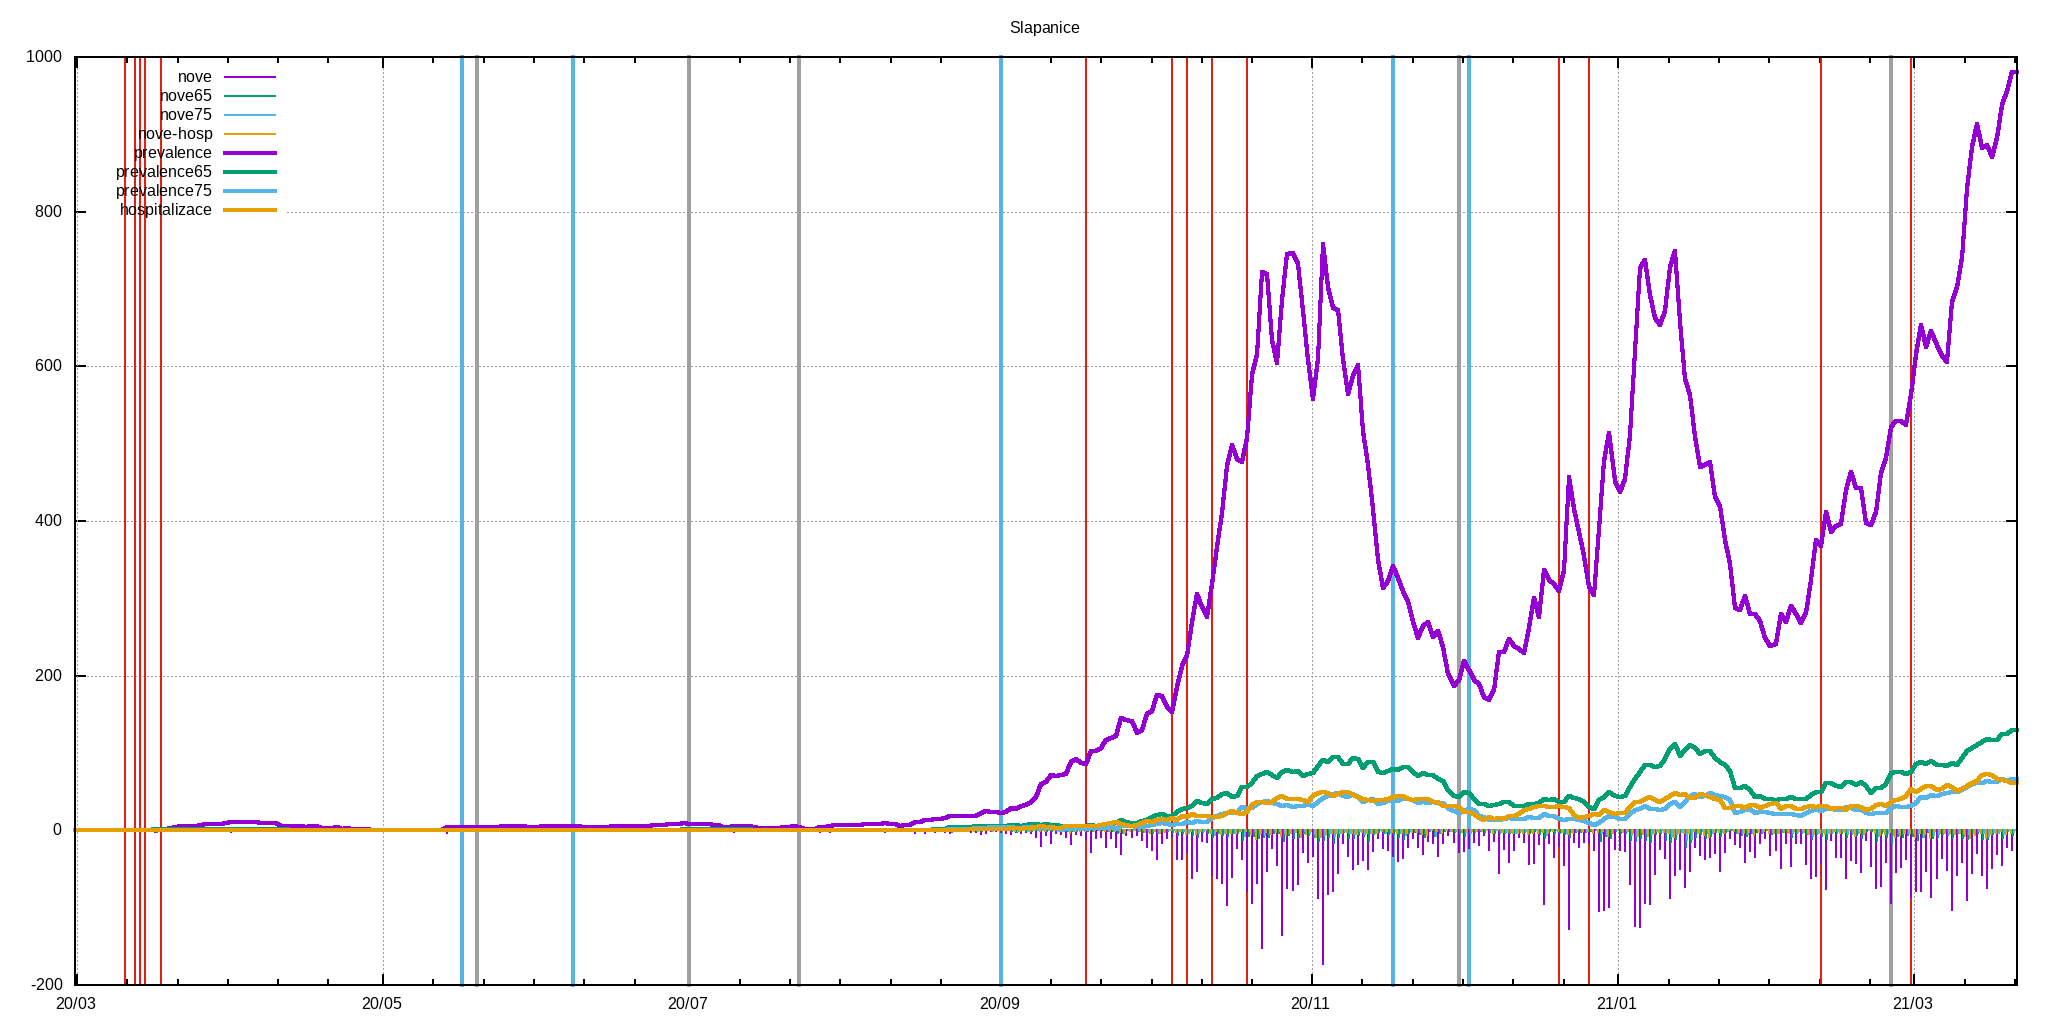 Slapanice
1000
800
600
400
200
0
-200
nove
nove65
nove75
nove-hosp
prevalence
prevalence65
prevalence75
hospitalizace
20/03 20/05 20/07 20/09 20/11 21/01 21/03